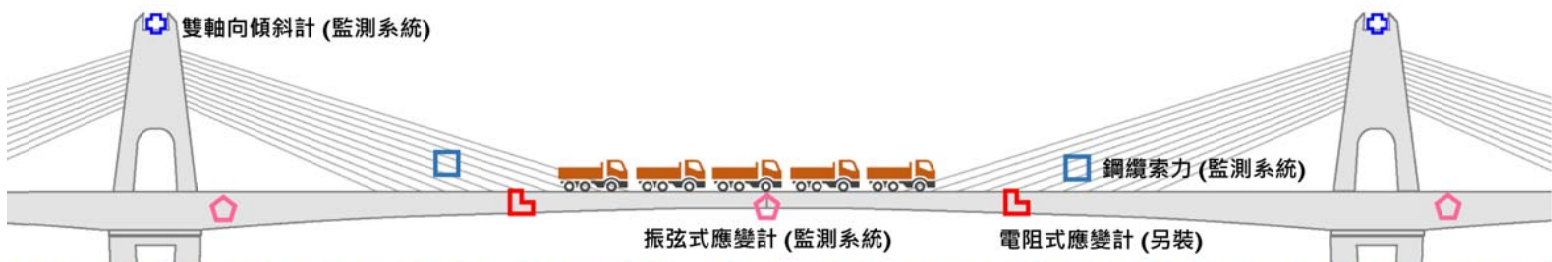 雙軸向傾斜計 (監測系統)
鋼纜索力 (監測系統)
振弦式應變計 (監測系統)
電阻式應變計 (另裝)